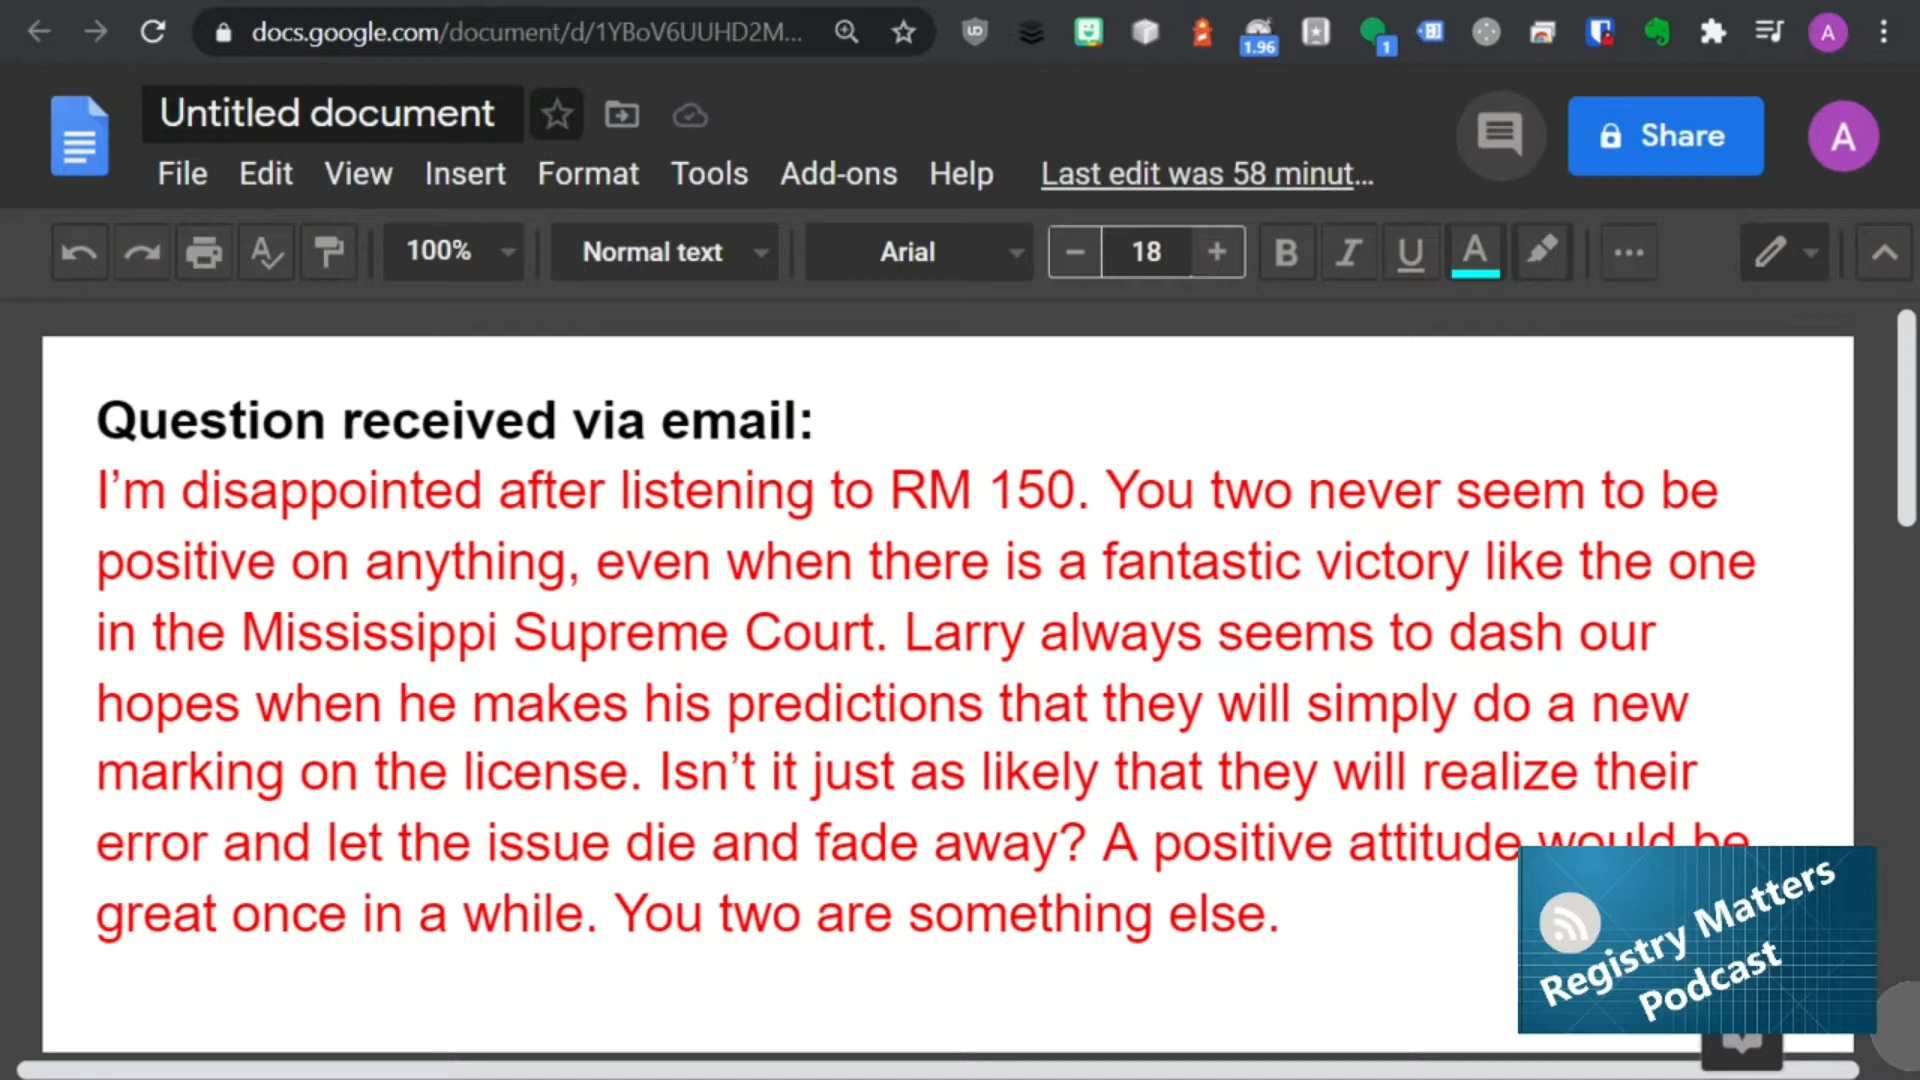 docs.google.com/document/d/1YBoV6UUHD2M...
1.96
1
A
Untitled document
Share
A
File Edit View Insert Format Tools Add-ons Help Last edit was 58 minut...
100% Normal text Arial 18 B I U A
Question received via email:
I’m disappointed after listening to RM 150. You two never seem to be
positive on anything, even when there is a fantastic victory like the one
in the Mississippi Supreme Court. Larry always seems to dash our
hopes when he makes his predictions that they will simply do a new
marking on the license. Isn’t it just as likely that they will realize their
error and let the issue die and fade away? A positive attitude would be
great once in a while. You two are something else.
Registry Matters
Podcast